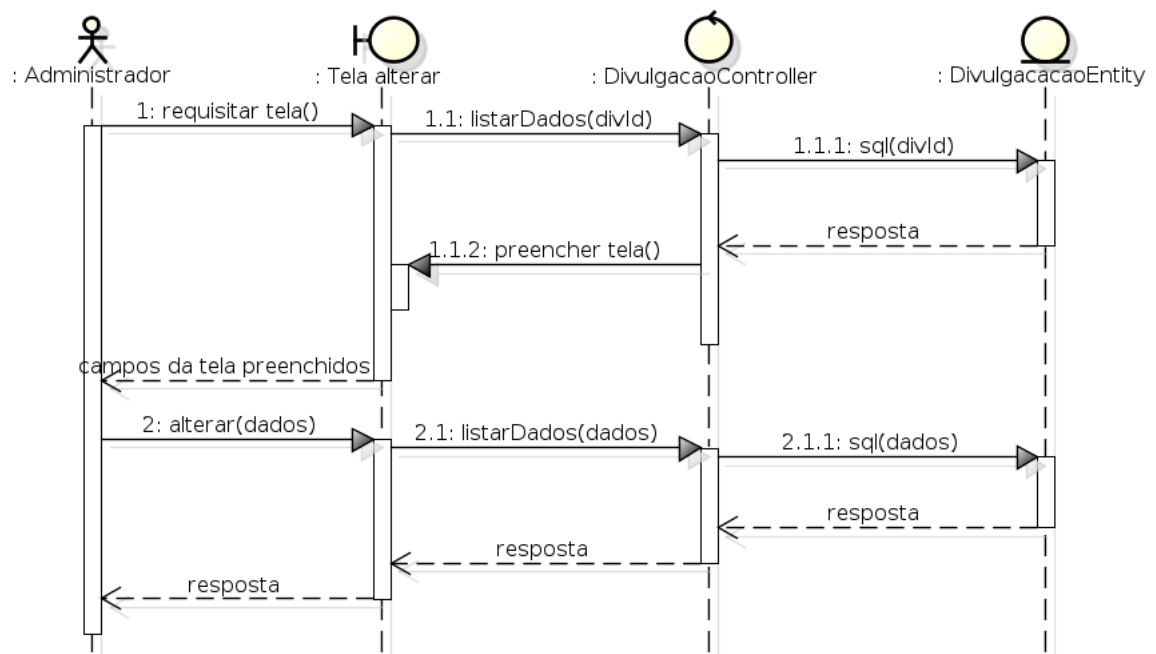 : Administrador
: Tela alterar
: DivulgacaoController
: DivulgacacaoEntity
1: requisitar tela()
1.1: listarDados(divId)
1.1.1: sql(divId)
resposta
1.1.2: preencher tela()
campos da tela preenchidos
2: alterar(dados)
2.1: listarDados(dados)
2.1.1: sql(dados)
resposta
resposta
resposta